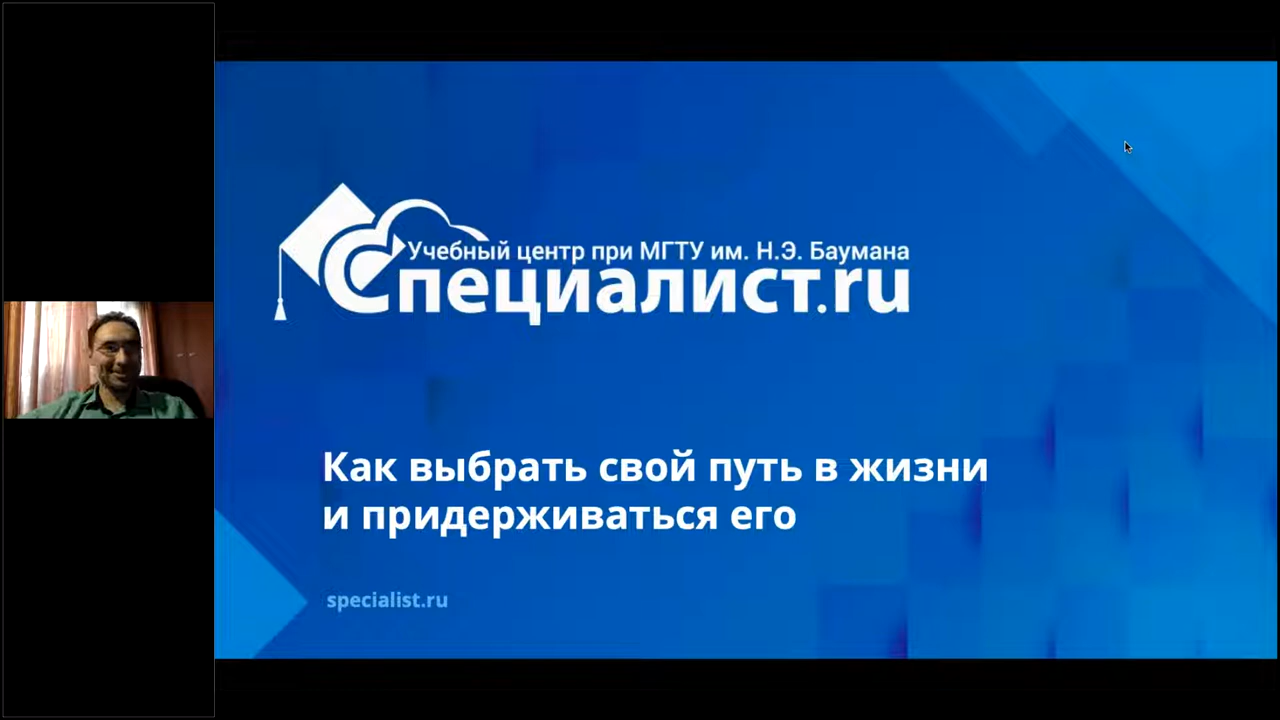 Учебный центр при МГТУ им. Н.Э. Баумана
Специалист.ru
Как выбрать свой путь в жизни
и придерживаться его
specialist.ru